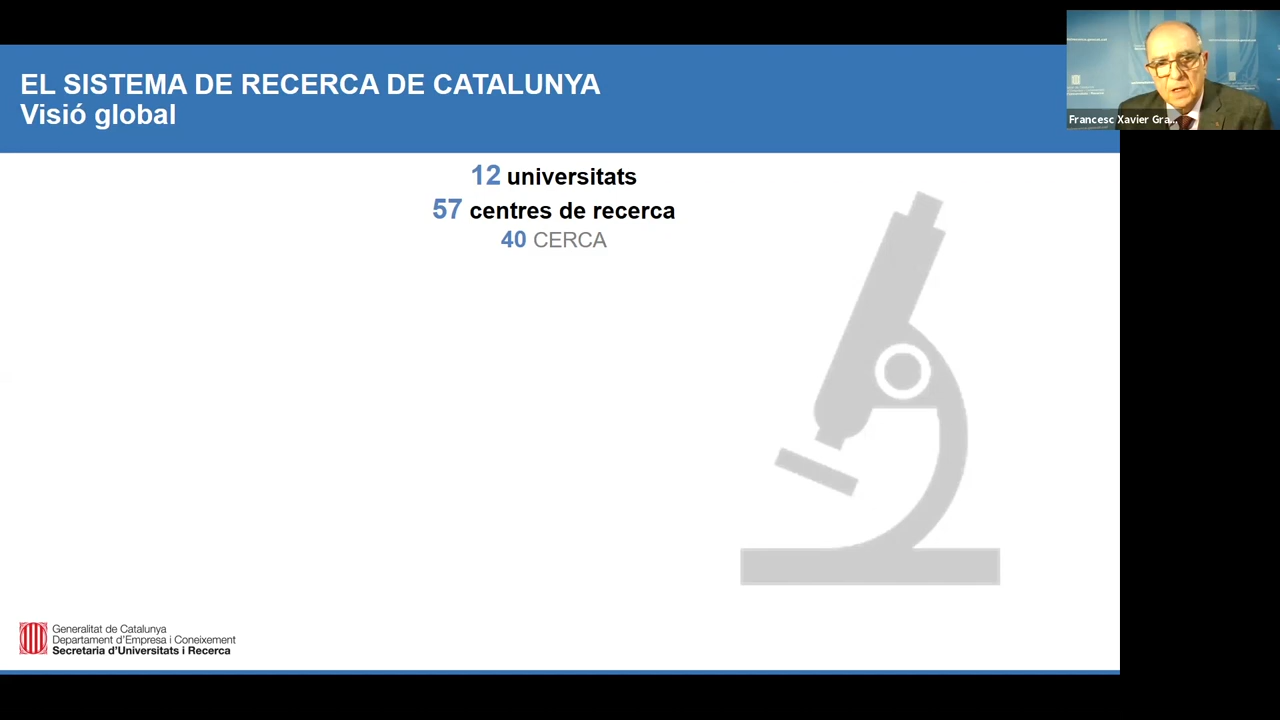 EL SISTEMA DE RECERCA DE CATALUNYA
Visió global
Francesc Xavier Gra...
12 universitats
57 centres de recerca
40 CERCA
Generalitat de Catalunya
Departament d'Empresa i Coneixement
Secretaria d'Universitats i Recerca